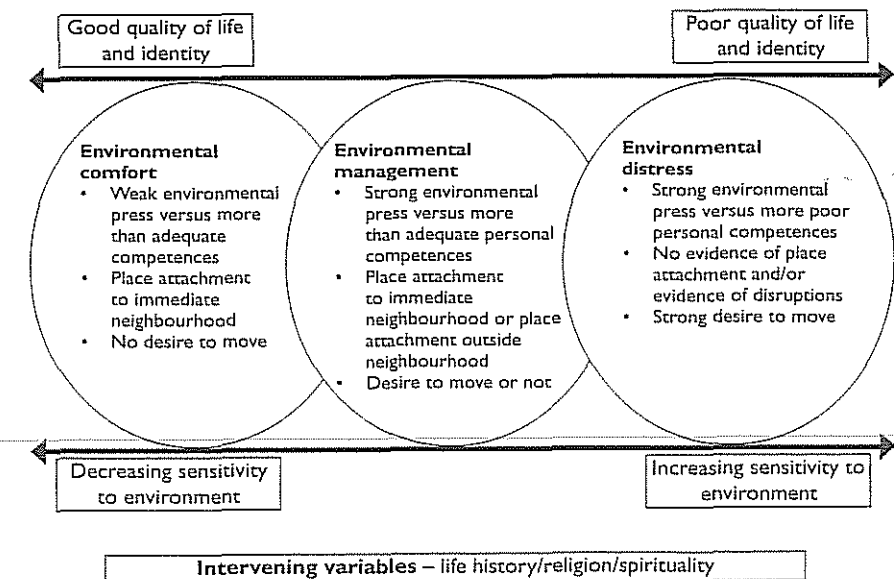 Good quality of life
and identity
Poor quality of life
and identity
Environmental
comfort
• Weak environmental
press versus more
than adequate
competences
• Place attachment
to immediate
neighbourhood
• No desire to move
Environmental
management
• Strong environmental
press versus more
than adequate personal
competences
• Place attachment
to immediate
neighbourhood or place
attachment outside
neighbourhood
• Desire to move or not
Environmental
distress
• Strong environmental
press versus more poor
personal competences
• No evidence of place
attachment and/or
evidence of disruptions
• Strong desire to move
Decreasing sensitivity
to environment
Increasing sensitivity to
environment
Intervening variables – life history/religion/spirituality